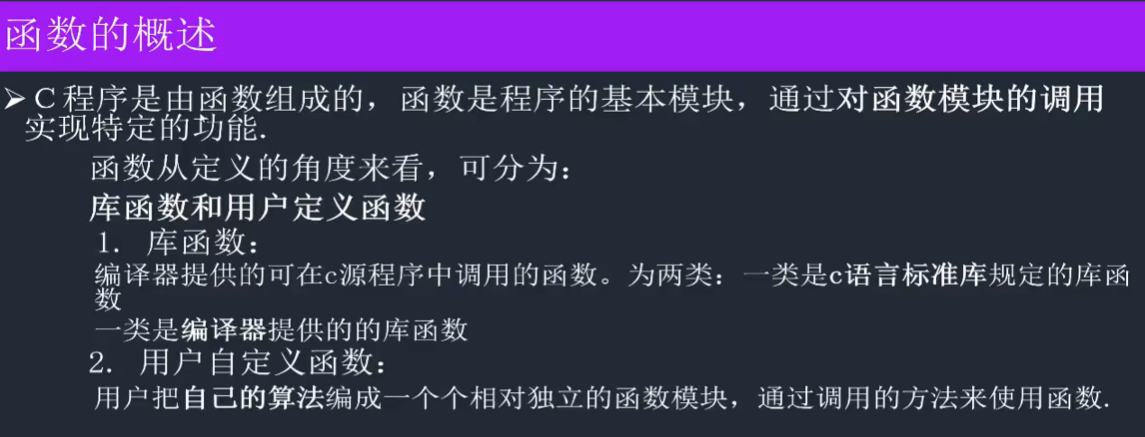 函数的概述
➢ C程序是由函数组成的，函数是程序的基本模块，通过对函数模块的调用
实现特定的功能.
函数从定义的角度来看，可分为：
库函数和用户定义函数
1. 库函数：
编译器提供的可在c源程序中调用的函数。为两类：一类是c语言标准库规定的库函
数
一类是编译器提供的的库函数
2. 用户自定义函数：
用户把自己的算法编成一个个相对独立的函数模块，通过调用的方法来使用函数.